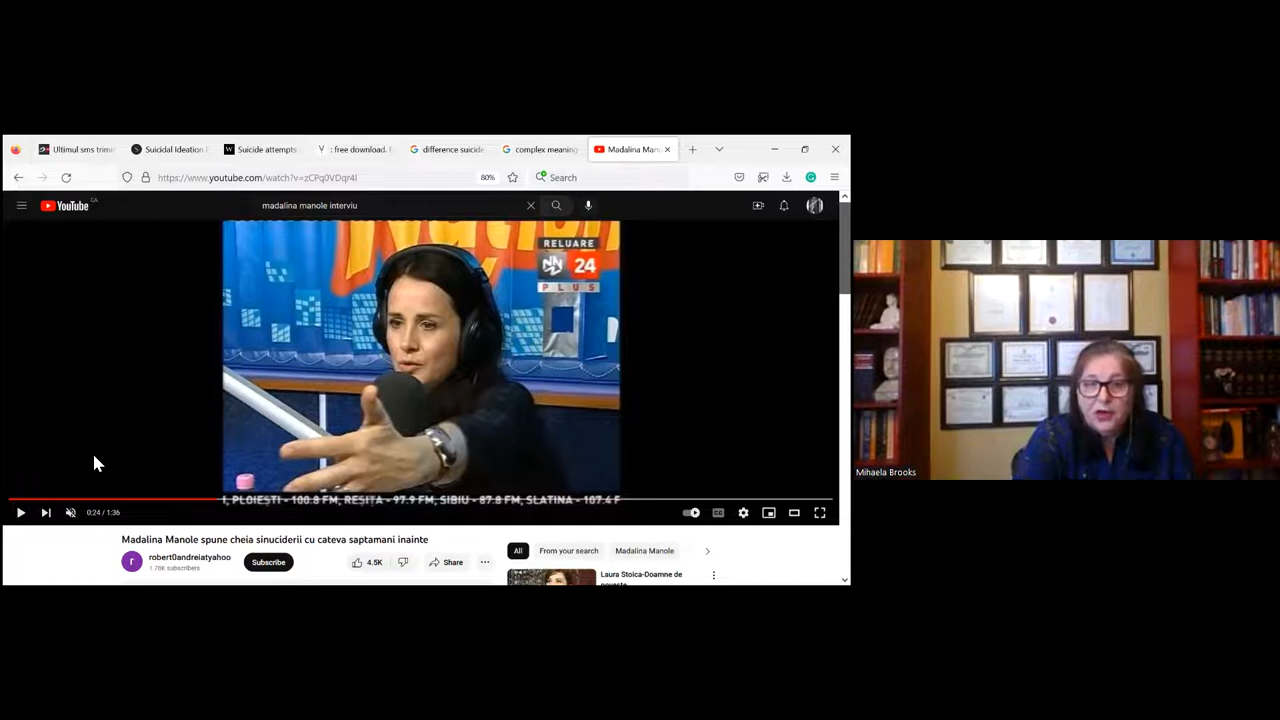 Ultimul sms trimi
Suicidal Ideation
Suicide attempts
: free download.
difference suicide
complex meaning
Madalina Man
https://www.youtube.com/watch?v=zCPq0VDqr4I
80%
Search
YouTube CA
madalina manole interviu
RELUARE
24
PLUS
, PLOIEȘTI - 100.8 FM, REȘIȚA - 97.9 FM, SIBIU - 87.8 FM, SLATINA - 107.4 F
0:24 / 1:36
CC
Madalina Manole spune cheia sinuciderii cu cateva saptamani inainte
robert0andreiatyahoo
1.78K subscribers
Subscribe
4.5K
Share
All
From your search
Madalina Manole
Laura Stoica-Doamne de
poveste
Mihaela Brooks